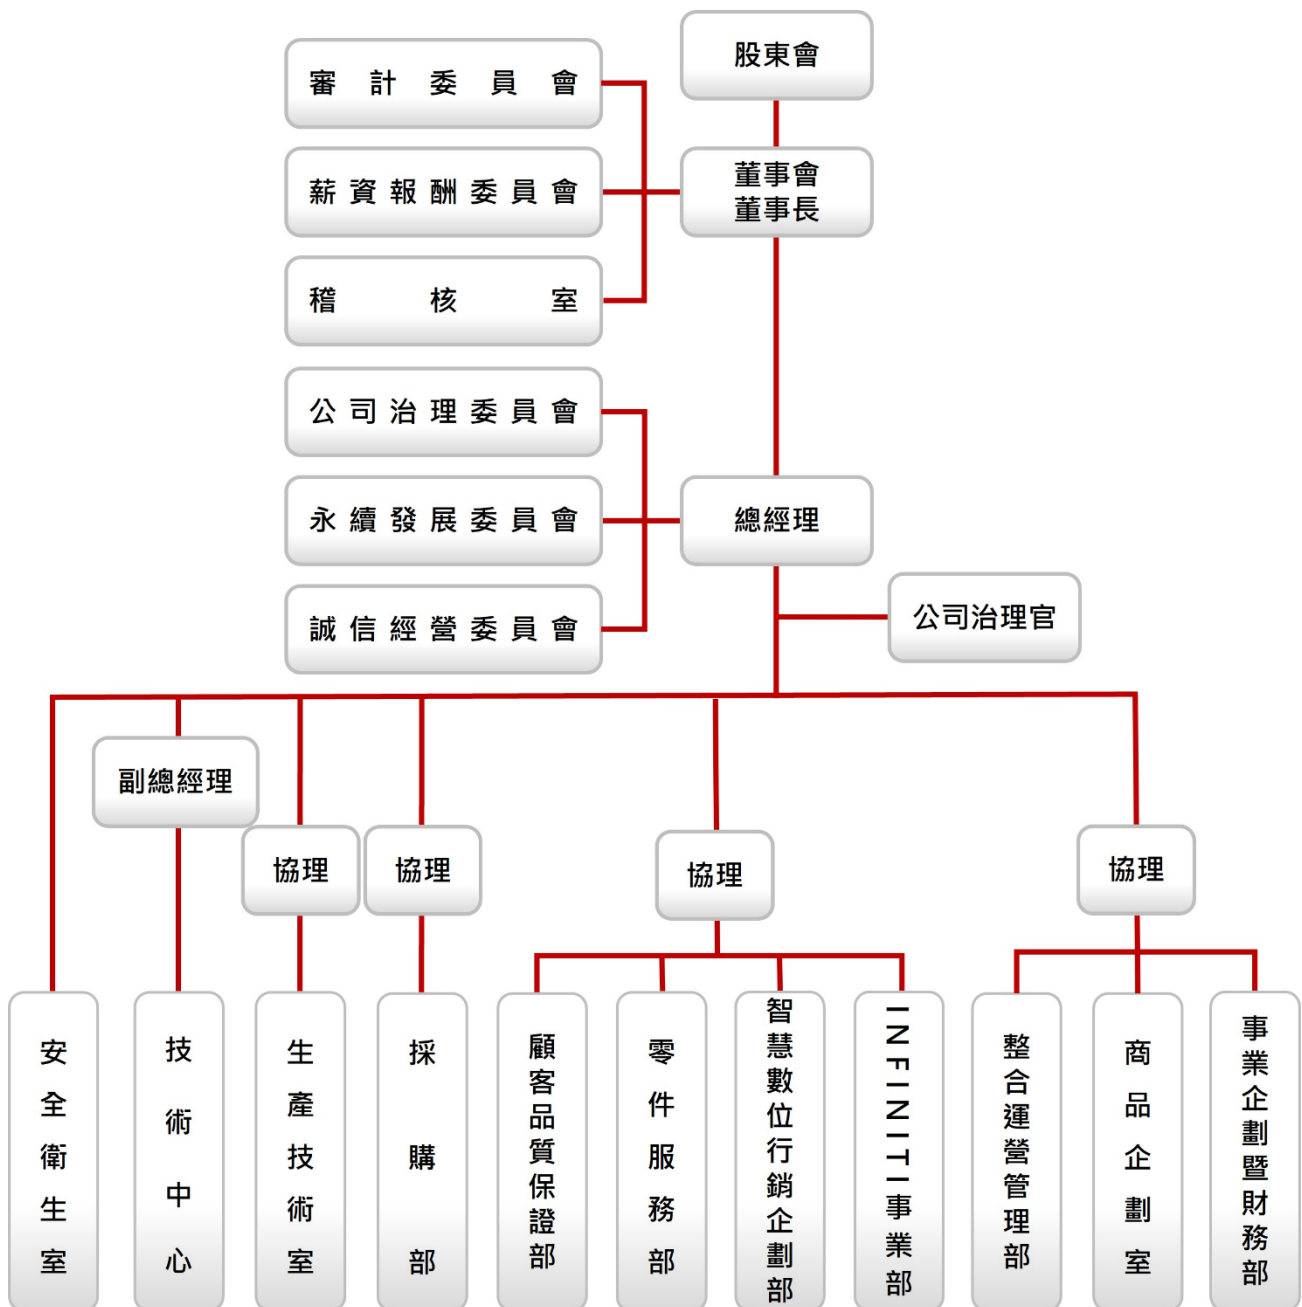 股東會
審計委員會
董事會
董事長
薪資報酬委員會
稽核室
公司治理委員會
永續發展委員會
總經理
誠信經營委員會
公司治理官
副總經理
協理
協理
協理
協理
安全衛生室
技術中心
生產技術室
採購部
顧客品質保證部
零件服務部
智慧數位行銷企劃部
INFINITI事業部
整合運營管理部
商品企劃室
事業企劃暨財務部